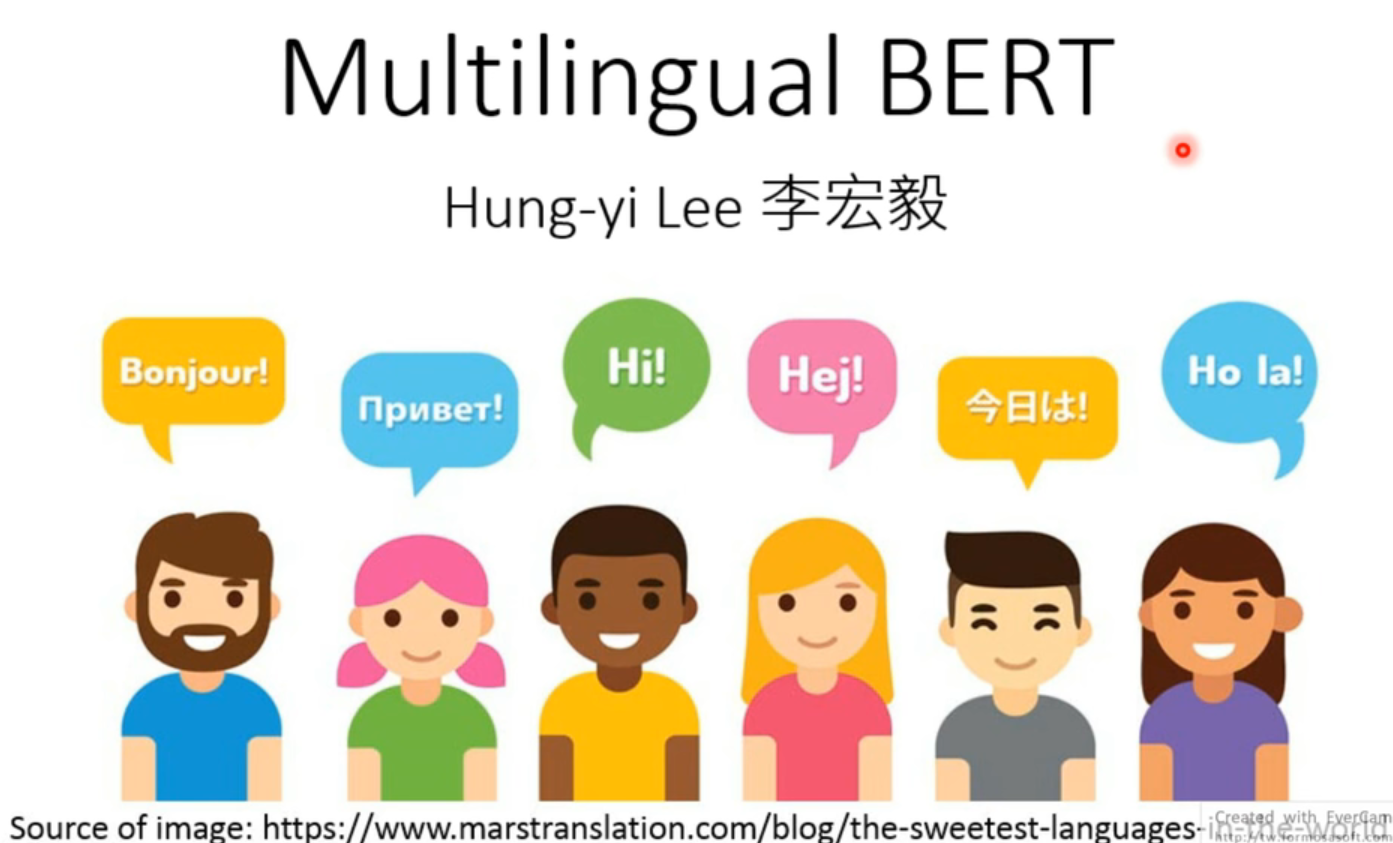 Multilingual BERT
Hung-yi Lee 李宏毅
Bonjour!
Привет!
Hi!
Hej!
今日は!
Ho la!
Source of image: https://www.marstranslation.com/blog/the-sweetest-languages-in-the-world
Created with EverCam
http://tw.formosasoft.com